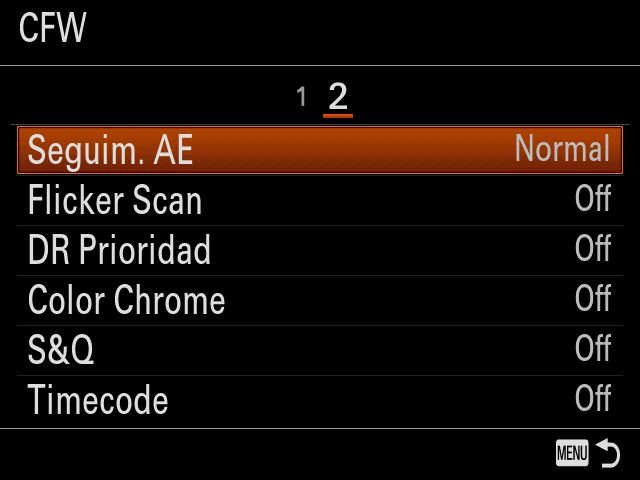 CFW
1 2
Seguim. AE Normal
Flicker Scan Off
DR Prioridad Off
Color Chrome Off
S&Q Off
Timecode Off
MENU